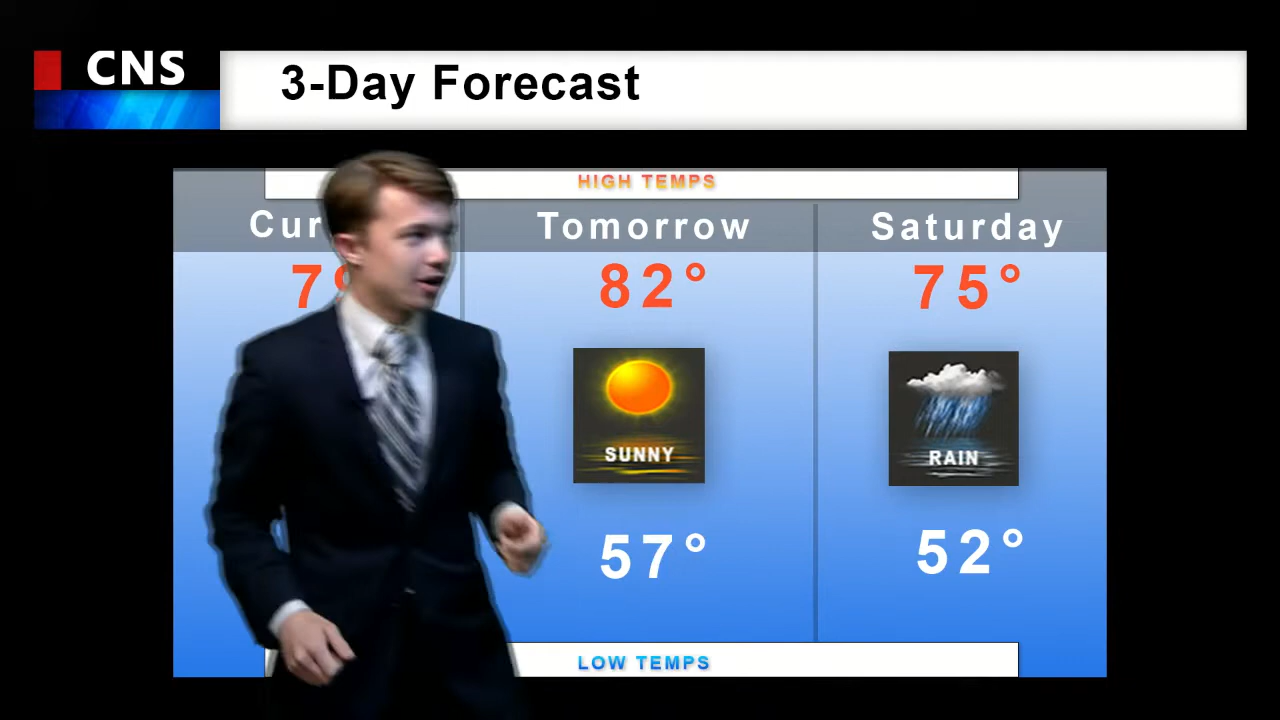 CNS
3-Day Forecast
HIGH TEMPS
Tomorrow
Saturday
82°
75°
SUNNY
RAIN
57°
52°
LOW TEMPS